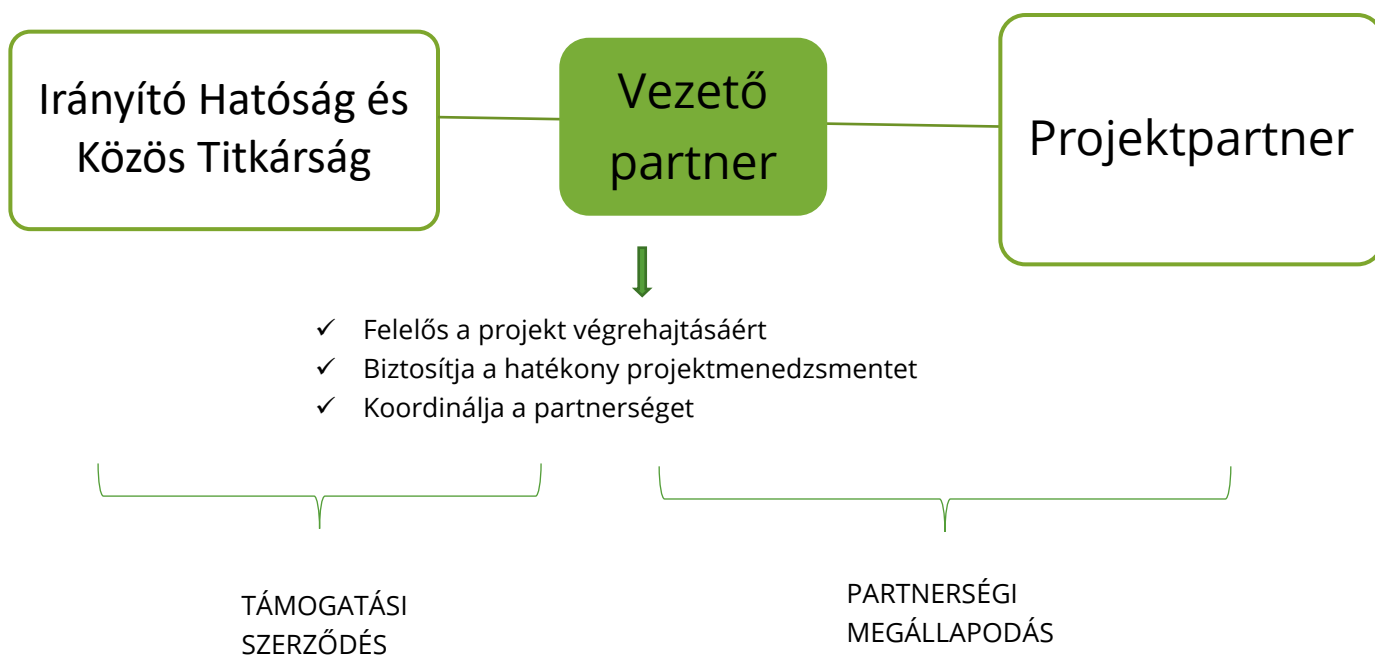 Irányító Hatóság és
Közös Titkárság
Vezető
partner
Projektpartner
✓ Felelős a projekt végrehajtásáért
✓ Biztosítja a hatékony projektmenedzsmentet
✓ Koordinálja a partnerséget
TÁMOGATÁSI
SZERZŐDÉS
PARTNERSÉGI
MEGÁLLAPODÁS